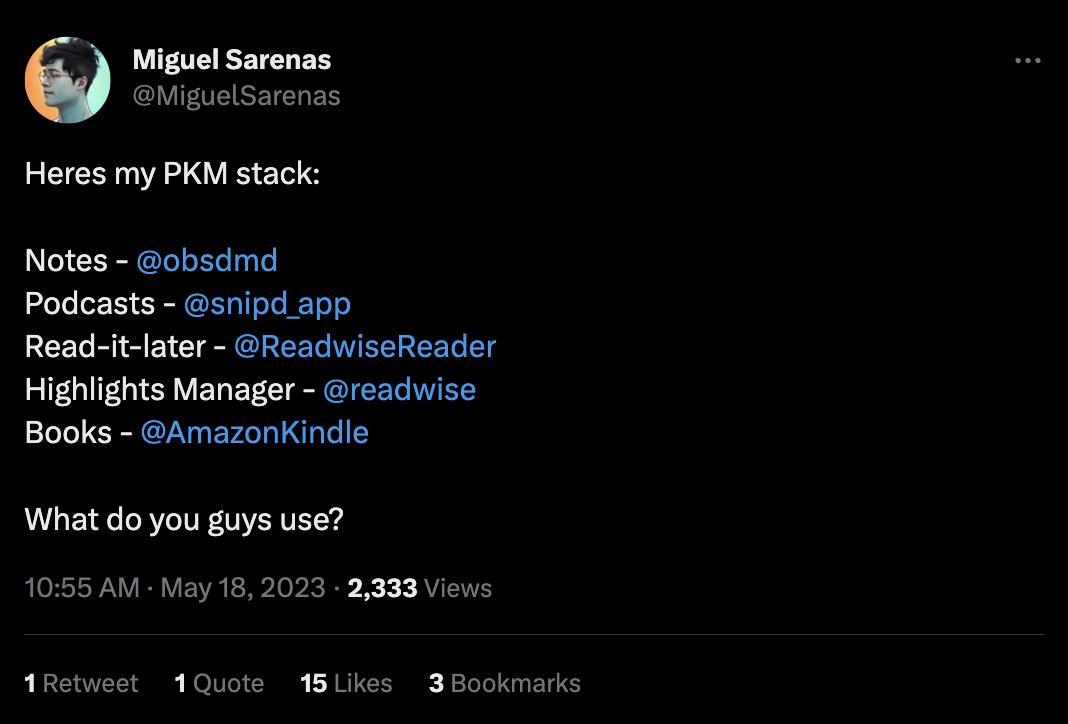 Miguel Sarenas
@MiguelSarenas
Heres my PKM stack:
Notes - @obsdmd
Podcasts - @snipd_app
Read-it-later - @ReadwiseReader
Highlights Manager - @readwise
Books - @AmazonKindle
What do you guys use?
10:55 AM · May 18, 2023 · 2,333 Views
1 Retweet 1 Quote 15 Likes 3 Bookmarks